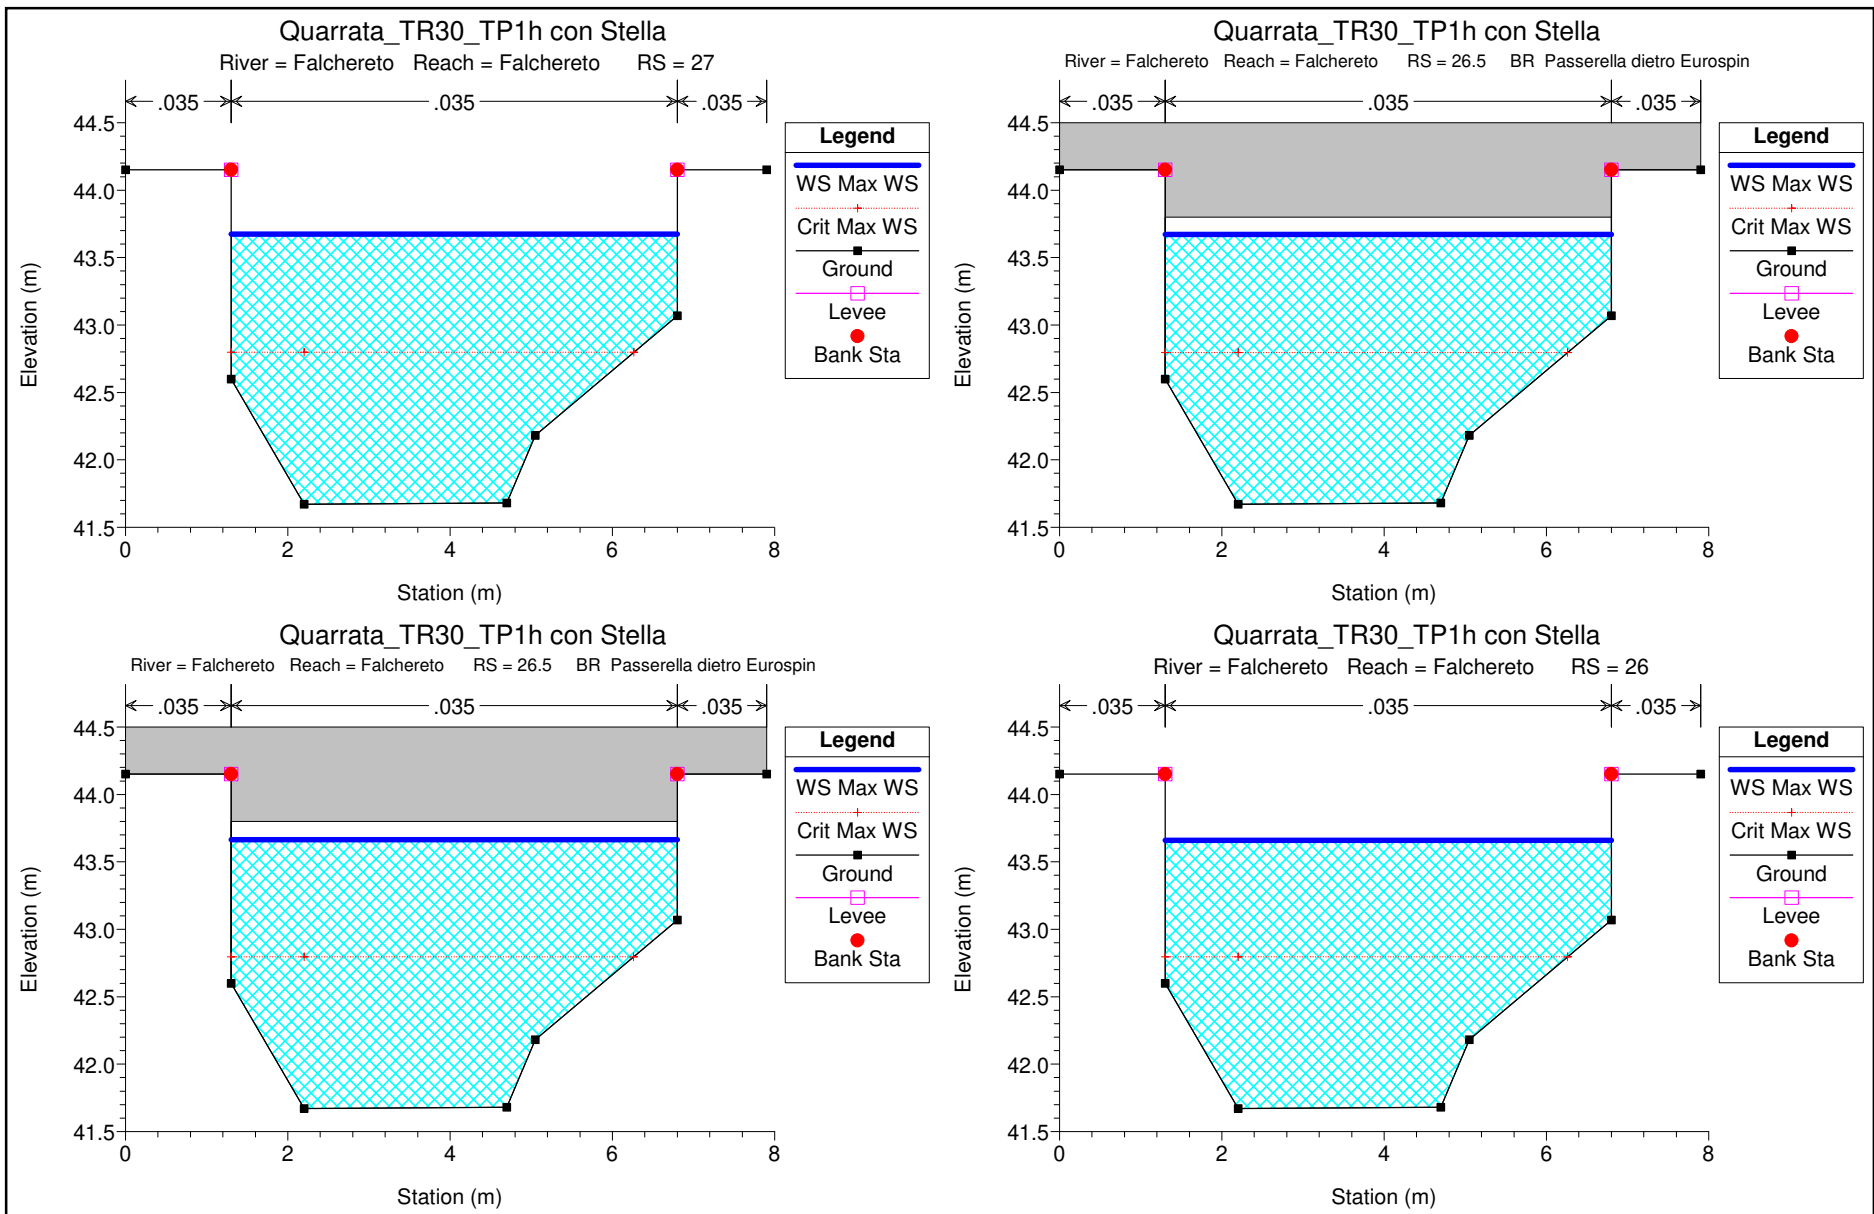 Quarrata_TR30_TP1h con Stella
River = Falchereto Reach = Falchereto RS = 27
.035 .035 .035
44.5
44.0
43.5
43.0
42.5
42.0
41.5
0 2 4 6 8
Elevation (m)
Station (m)
Legend
WS Max WS
Crit Max WS
Ground
Levee
Bank Sta
Quarrata_TR30_TP1h con Stella
River = Falchereto Reach = Falchereto RS = 26.5 BR Passerella dietro Eurospin
.035 .035 .035
44.5
44.0
43.5
43.0
42.5
42.0
41.5
0 2 4 6 8
Elevation (m)
Station (m)
Legend
WS Max WS
Crit Max WS
Ground
Levee
Bank Sta
Quarrata_TR30_TP1h con Stella
River = Falchereto Reach = Falchereto RS = 26.5 BR Passerella dietro Eurospin
.035 .035 .035
44.5
44.0
43.5
43.0
42.5
42.0
41.5
0 2 4 6 8
Elevation (m)
Station (m)
Legend
WS Max WS
Crit Max WS
Ground
Levee
Bank Sta
Quarrata_TR30_TP1h con Stella
River = Falchereto Reach = Falchereto RS = 26
.035 .035 .035
44.5
44.0
43.5
43.0
42.5
42.0
41.5
0 2 4 6 8
Elevation (m)
Station (m)
Legend
WS Max WS
Crit Max WS
Ground
Levee
Bank Sta